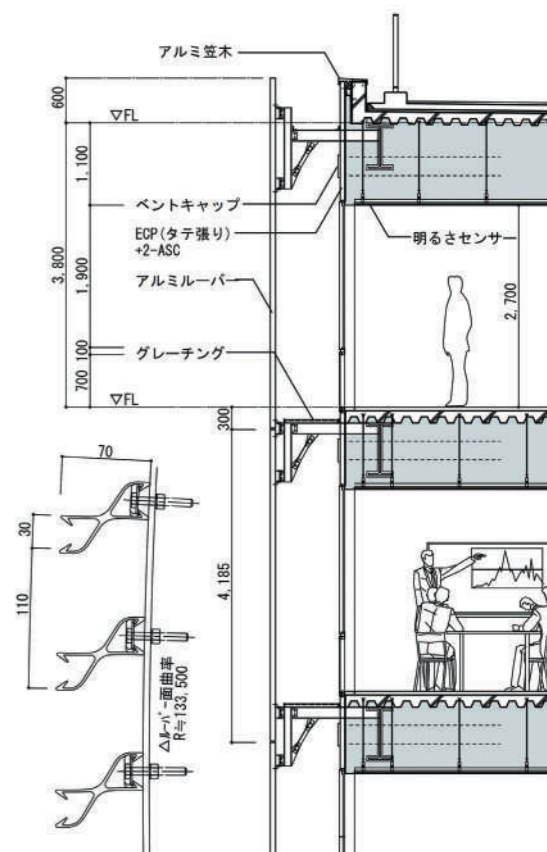 アルミ笠木
600
▽FL
1,100
ベントキャップ
ECP(タテ張り)
+2-ASC
明るさセンサー
3,800
1,900
アルミルーバー
2,700
100
グレーチング
700
▽FL
300
70
30
110
4,185
△ルーバー面曲率
R≒133,500